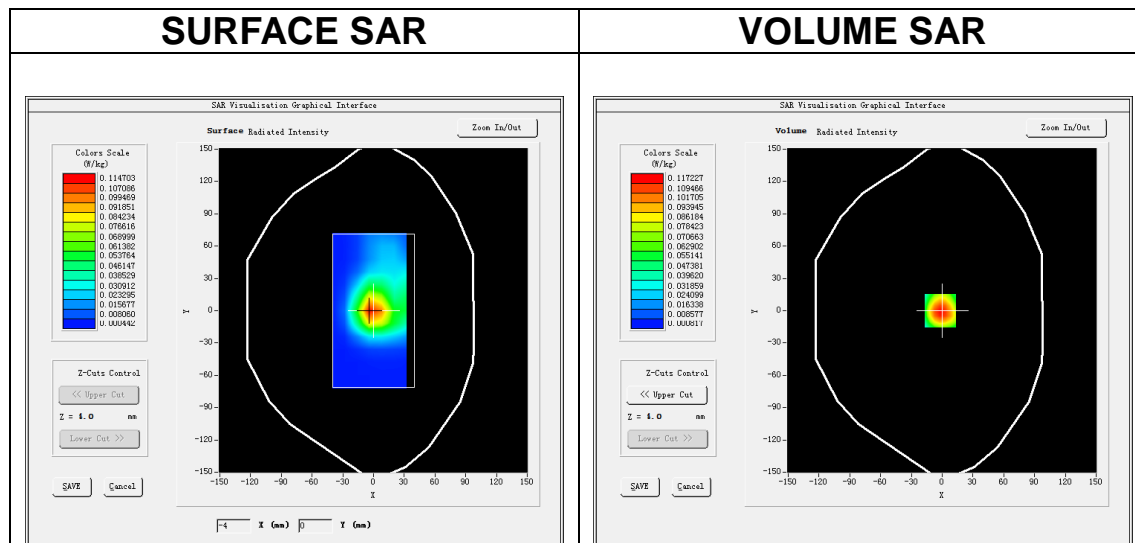 SURFACE SAR
VOLUME SAR
SAR Visualisation Graphical Interface
Surface Radiated Intensity
Zoom In/Out
Colors Scale
(W/kg)
0.114703
0.107086
0.099469
0.091851
0.084234
0.076616
0.068999
0.061382
0.053764
0.046147
0.038529
0.030912
0.023295
0.015677
0.008060
0.000442
150
120
90
60
30
0
-30
-60
-90
-120
-150
Y
-150 -120 -90 -60 -30 0 30 60 90 120 150
X
Z-Cuts Control
<< Upper Cut
Z = 4.0 mm
Lower Cut >>
SAVE Cancel
-4 X (mm) 0 Y (mm)
SAR Visualisation Graphical Interface
Volume Radiated Intensity
Zoom In/Out
Colors Scale
(W/kg)
0.117227
0.109466
0.101705
0.093945
0.086184
0.078423
0.070663
0.062902
0.055141
0.047381
0.039620
0.031859
0.024099
0.016338
0.008577
0.000817
150
120
90
60
30
0
-30
-60
-90
-120
-150
Y
-150 -120 -90 -60 -30 0 30 60 90 120 150
X
Z-Cuts Control
<< Upper Cut
Z = 4.0 mm
Lower Cut >>
SAVE Cancel